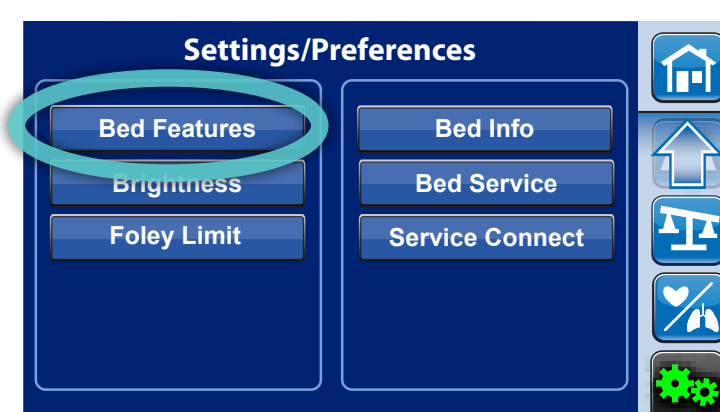 Settings/Preferences
Bed Features
Brightness
Foley Limit
Bed Info
Bed Service
Service Connect